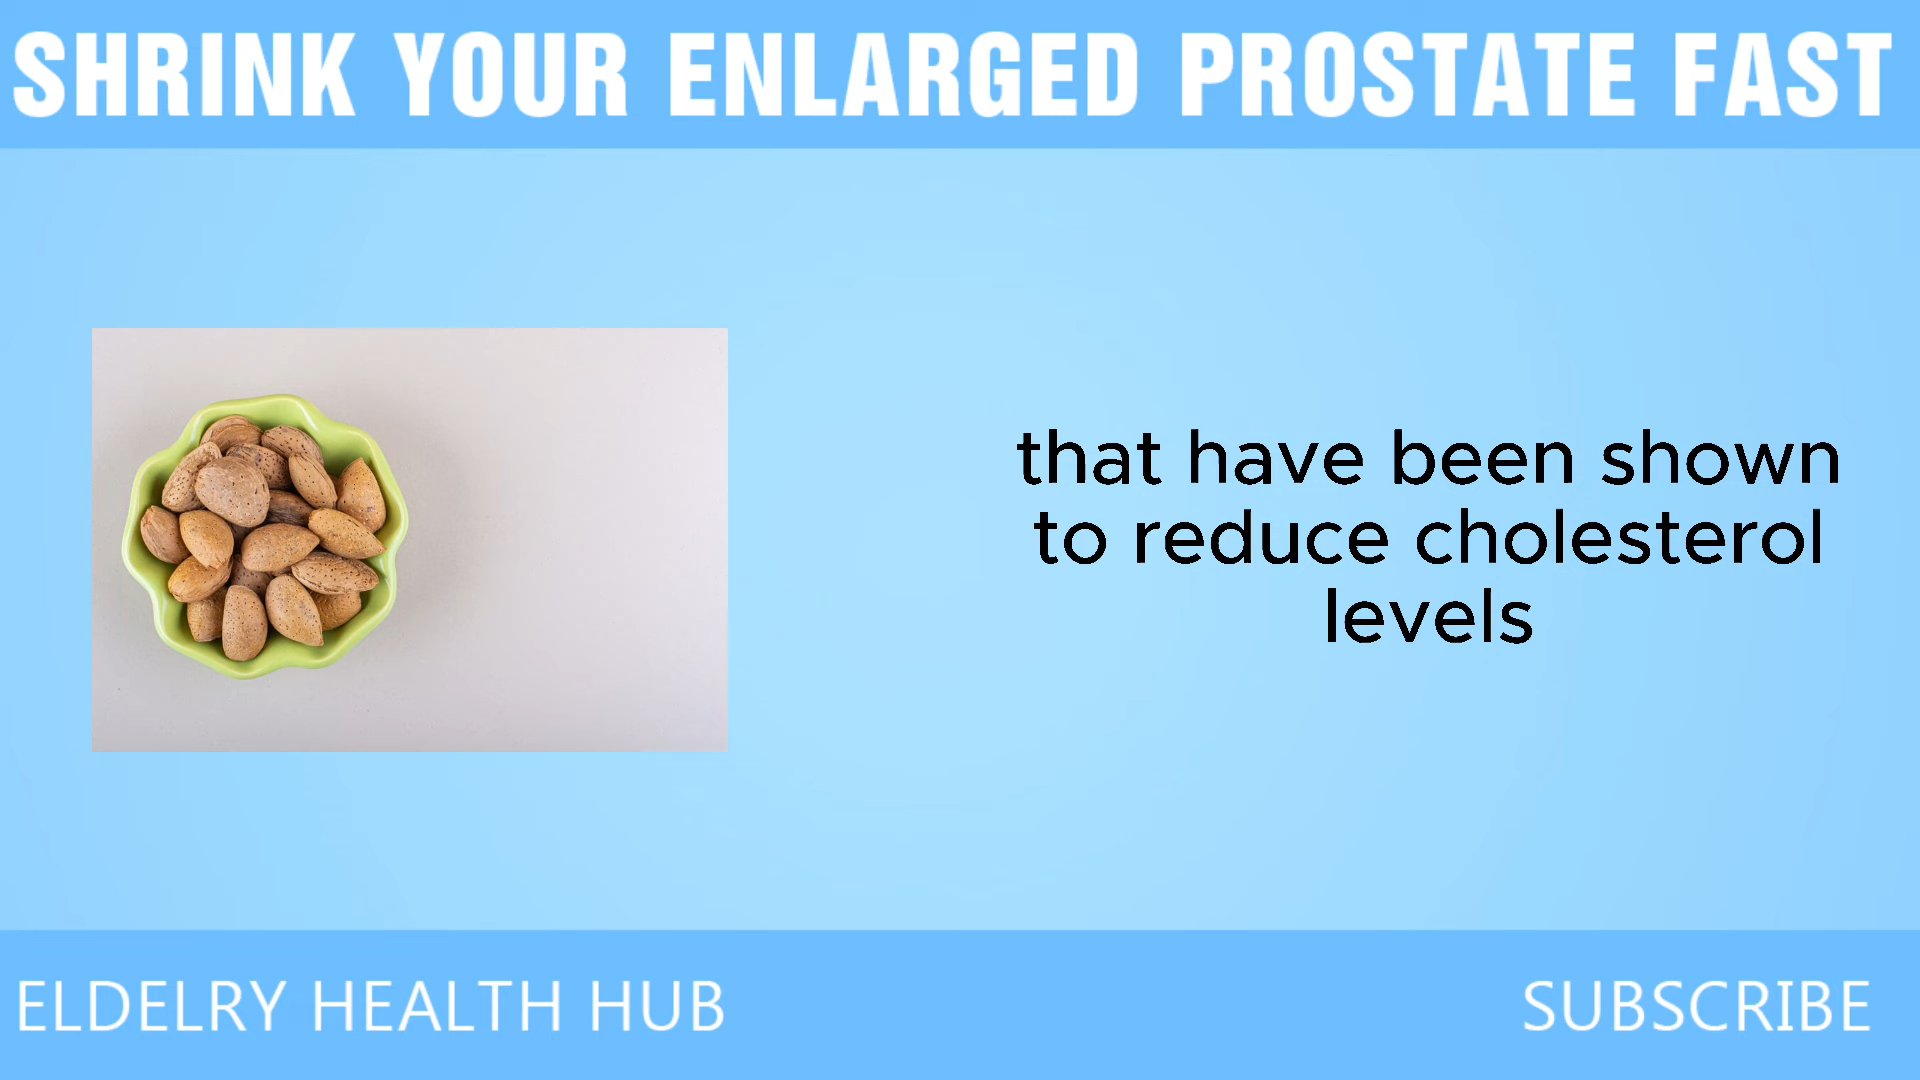 SHRINK YOUR ENLARGED PROSTATE FAST
that have been shown
to reduce cholesterol
levels
ELDELRY HEALTH HUB
SUBSCRIBE